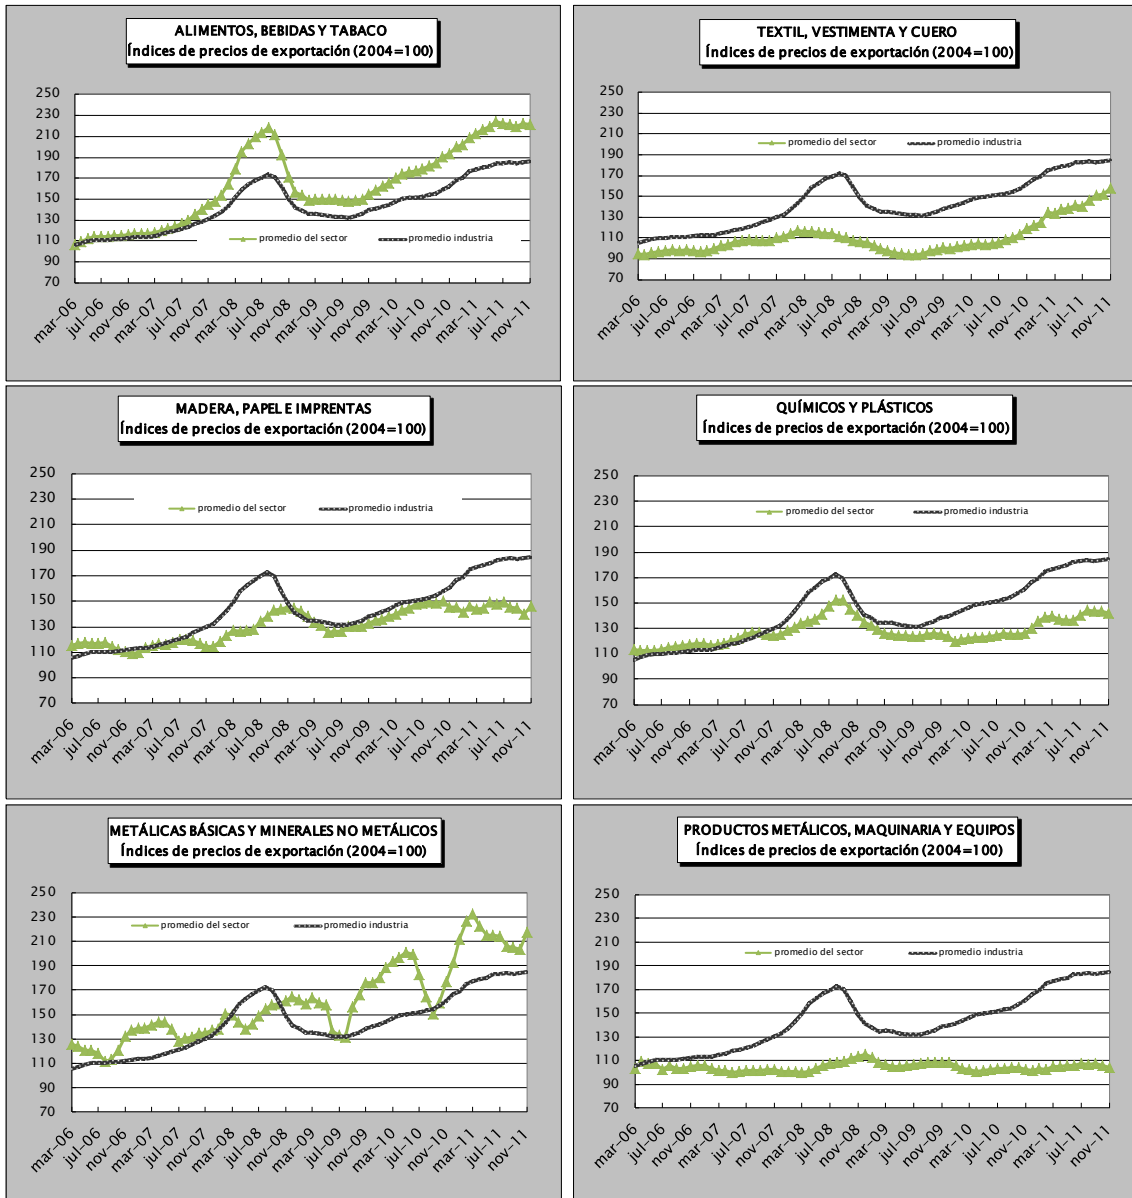 ALIMENTOS, BEBIDAS Y TABACO
Índices de precios de exportación (2004=100)
250
230
210
190
170
150
130
110
90
70
promedio del sector
promedio industria
mar-06
jul-06
nov-06
mar-07
jul-07
nov-07
mar-08
jul-08
nov-08
mar-09
jul-09
nov-09
mar-10
jul-10
nov-10
mar-11
jul-11
nov-11
TEXTIL, VESTIMENTA Y CUERO
Índices de precios de exportación (2004=100)
250
230
210
190
170
150
130
110
90
70
promedio del sector
promedio industria
mar-06
jul-06
nov-06
mar-07
jul-07
nov-07
mar-08
jul-08
nov-08
mar-09
jul-09
nov-09
mar-10
jul-10
nov-10
mar-11
jul-11
nov-11
MADERA, PAPEL E IMPRENTAS
Índices de precios de exportación (2004=100)
250
230
210
190
170
150
130
110
90
70
promedio del sector
promedio industria
mar-06
jul-06
nov-06
mar-07
jul-07
nov-07
mar-08
jul-08
nov-08
mar-09
jul-09
nov-09
mar-10
jul-10
nov-10
mar-11
jul-11
nov-11
QUÍMICOS Y PLÁSTICOS
Índices de precios de exportación (2004=100)
250
230
210
190
170
150
130
110
90
70
promedio del sector
promedio industria
mar-06
jul-06
nov-06
mar-07
jul-07
nov-07
mar-08
jul-08
nov-08
mar-09
jul-09
nov-09
mar-10
jul-10
nov-10
mar-11
jul-11
nov-11
METÁLICAS BÁSICAS Y MINERALES NO METÁLICOS
Índices de precios de exportación (2004=100)
250
230
210
190
170
150
130
110
90
70
promedio del sector
promedio industria
mar-06
jul-06
nov-06
mar-07
jul-07
nov-07
mar-08
jul-08
nov-08
mar-09
jul-09
nov-09
mar-10
jul-10
nov-10
mar-11
jul-11
nov-11
PRODUCTOS METÁLICOS, MAQUINARIA Y EQUIPOS
Índices de precios de exportación (2004=100)
250
230
210
190
170
150
130
110
90
70
promedio del sector
promedio industria
mar-06
jul-06
nov-06
mar-07
jul-07
nov-07
mar-08
jul-08
nov-08
mar-09
jul-09
nov-09
mar-10
jul-10
nov-10
mar-11
jul-11
nov-11